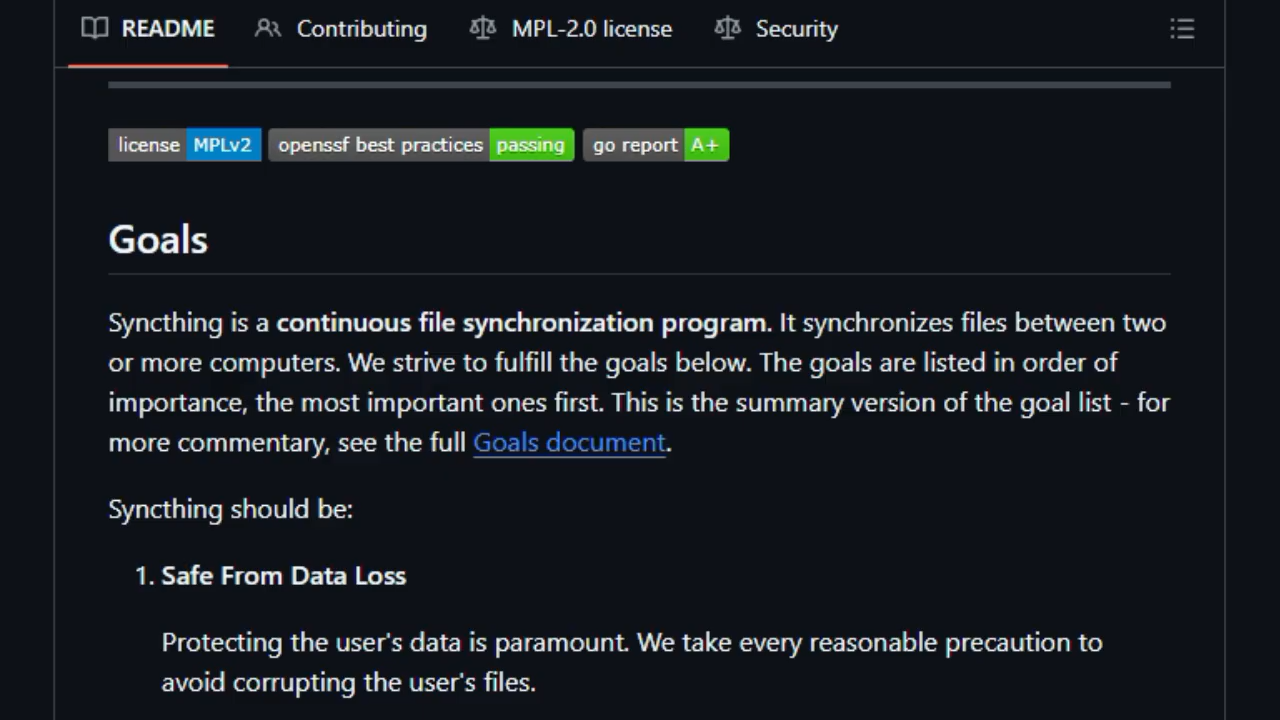 README Contributing MPL-2.0 license Security
license MPLv2 openssf best practices passing go report A+
Goals
Syncthing is a continuous file synchronization program. It synchronizes files between two
or more computers. We strive to fulfill the goals below. The goals are listed in order of
importance, the most important ones first. This is the summary version of the goal list - for
more commentary, see the full Goals document.
Syncthing should be:
1. Safe From Data Loss
Protecting the user's data is paramount. We take every reasonable precaution to
avoid corrupting the user's files.